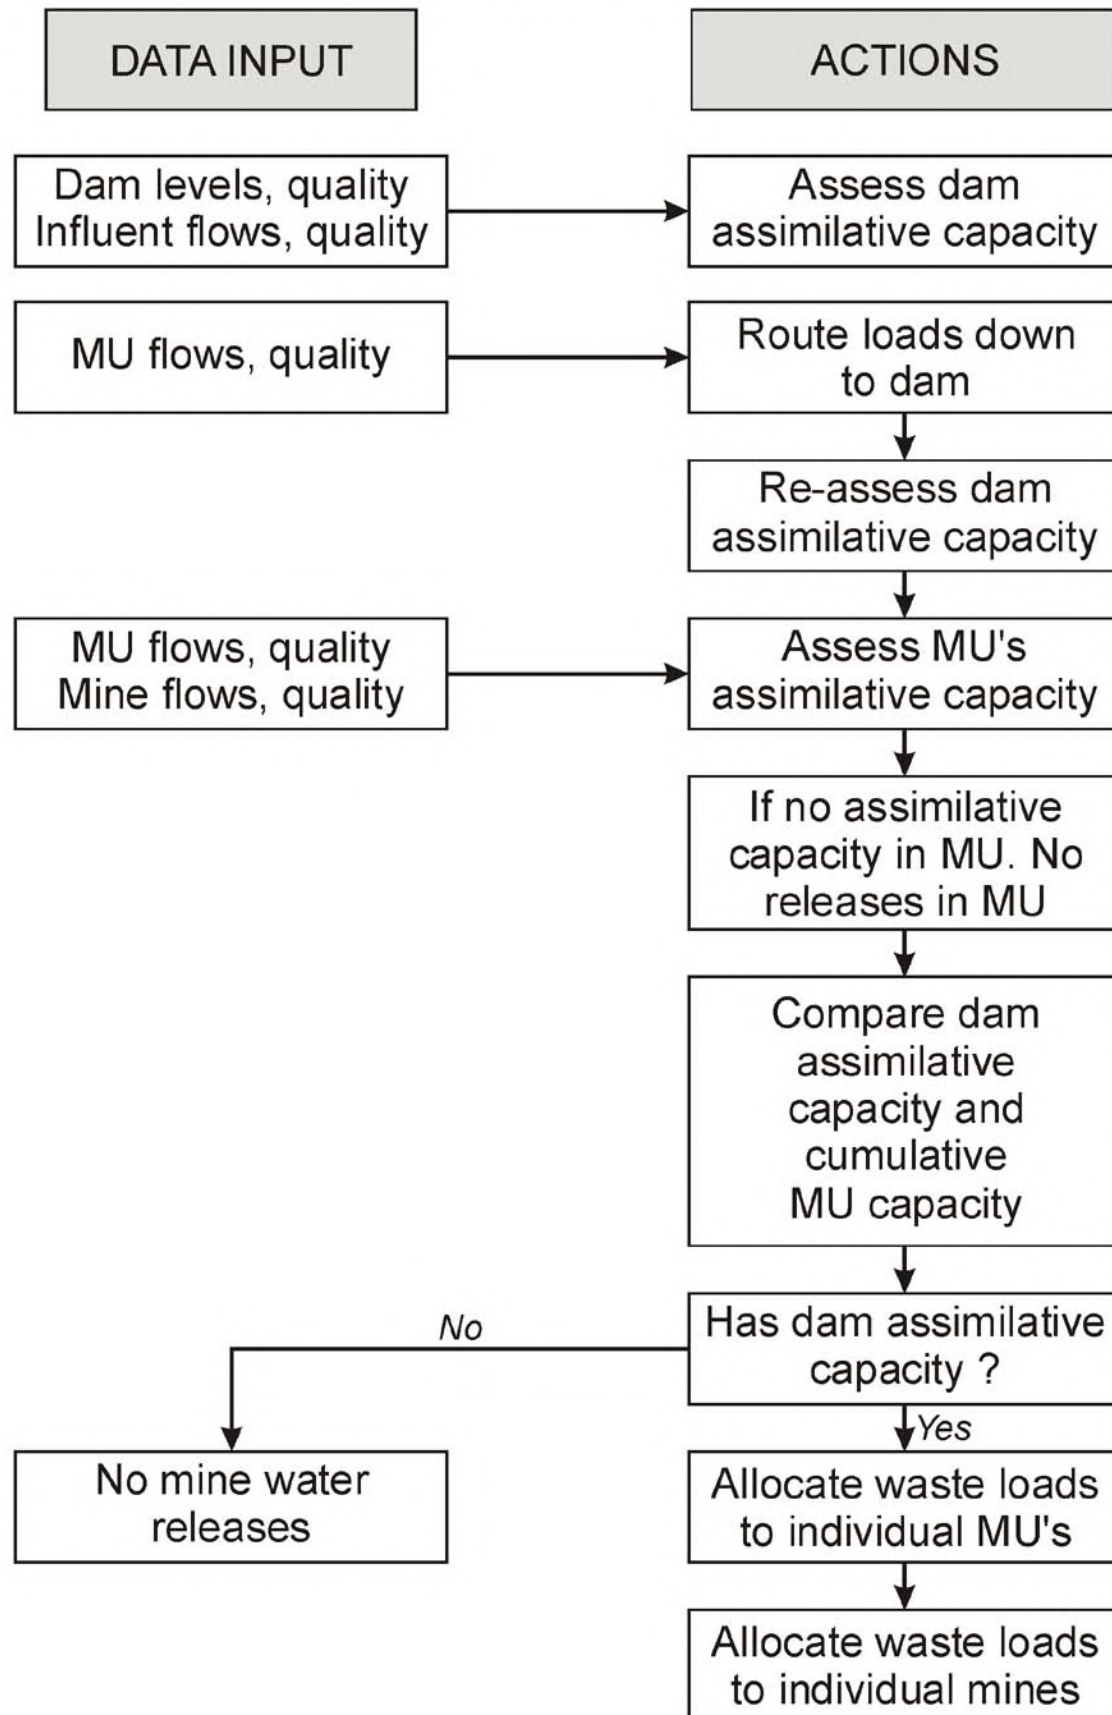 DATA INPUT
ACTIONS
Dam levels, quality
Influent flows, quality
Assess dam
assimilative capacity
MU flows, quality
Route loads down
to dam
Re-assess dam
assimilative capacity
MU flows, quality
Mine flows, quality
Assess MU's
assimilative capacity
If no assimilative
capacity in MU. No
releases in MU
Compare dam
assimilative
capacity and
cumulative
MU capacity
Has dam assimilative
capacity ?
No
Yes
No mine water
releases
Allocate waste loads
to individual MU's
Allocate waste loads
to individual mines